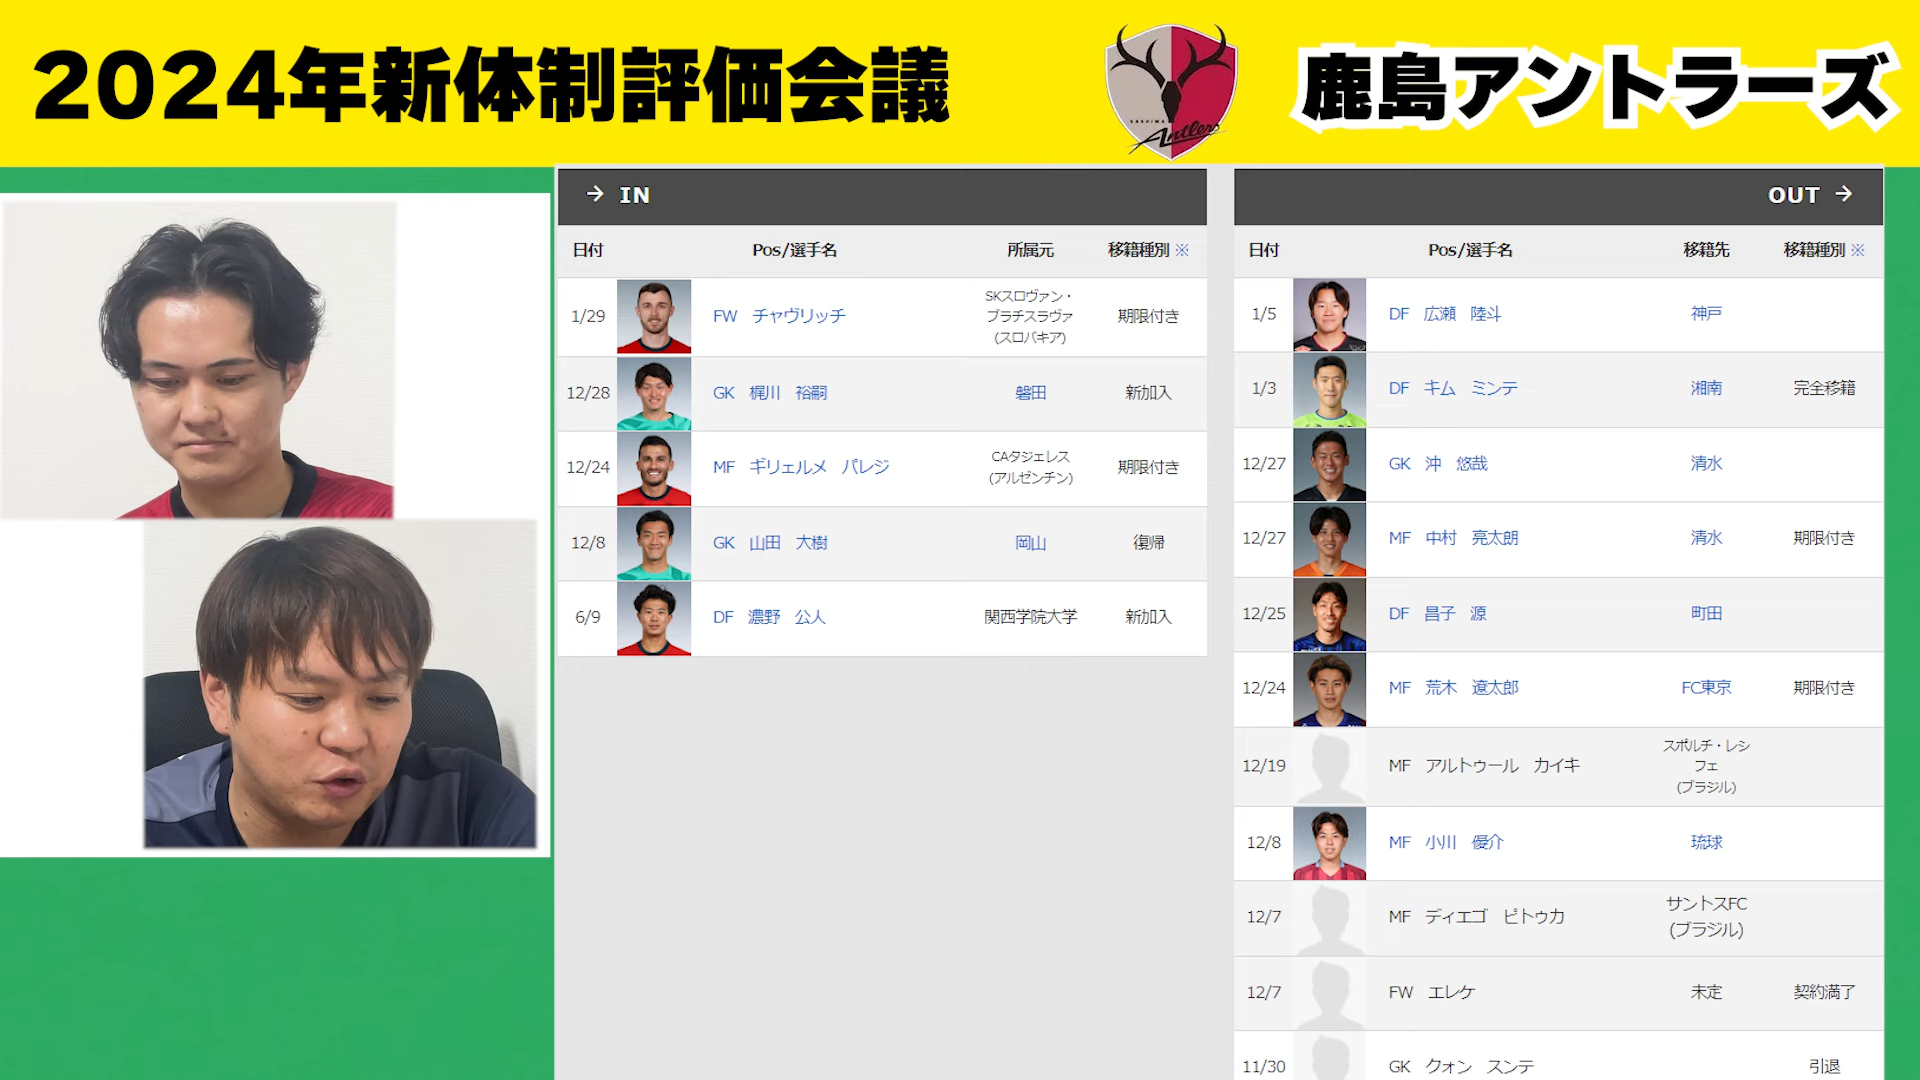 2024年新体制評価会議
KASHIMA
Antlers
鹿島アントラーズ
→ IN
日付 Pos/選手名 所属元 移籍種別 ※
1/29 FW チャヴリッチ SKスロヴァン・ブラチスラヴァ(スロバキア) 期限付き
12/28 GK 梶川 裕嗣 磐田 新加入
12/24 MF ギリェルメ パレジ CAタジェレス(アルゼンチン) 期限付き
12/8 GK 山田 大樹 岡山 復帰
6/9 DF 濃野 公人 関西学院大学 新加入
OUT →
日付 Pos/選手名 移籍先 移籍種別 ※
1/5 DF 広瀬 陸斗 神戸
1/3 DF キム ミンテ 湘南 完全移籍
12/27 GK 沖 悠哉 清水
12/27 MF 中村 亮太朗 清水 期限付き
12/25 DF 昌子 源 町田
12/24 MF 荒木 遼太郎 FC東京 期限付き
12/19 MF アルトゥール カイキ スポルチ・レシフェ(ブラジル)
12/8 MF 小川 優介 琉球
12/7 MF ディエゴ ピトゥカ サントスFC(ブラジル)
12/7 FW エレケ 未定 契約満了
11/30 GK クォン スンテ 引退